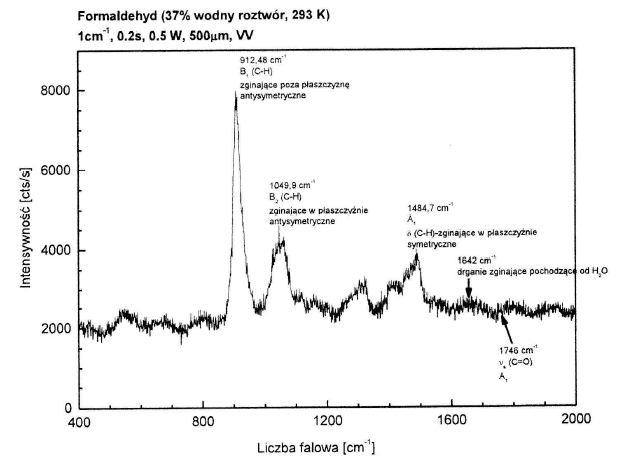 Formaldehyd (37% wodny roztwór, 293 K)
1cm⁻¹, 0.2s, 0.5 W, 500μm, VV
912,48 cm⁻¹
B₁ (C-H)
zginające poza płaszczyznę
antysymetryczne
1049,9 cm⁻¹
B₂ (C-H)
zginające w płaszczyźnie
antysymetryczne
1484,7 cm⁻¹
A₁
δ (C-H)-zginające w płaszczyźnie
symetryczne
1642 cm⁻¹
drganie zginające pochodzące od H₂O
1746 cm⁻¹
νₛ (C=O)
A₁
Intensywność [cts/s]
8000
6000
4000
2000
0
400 800 1200 1600 2000
Liczba falowa [cm⁻¹]